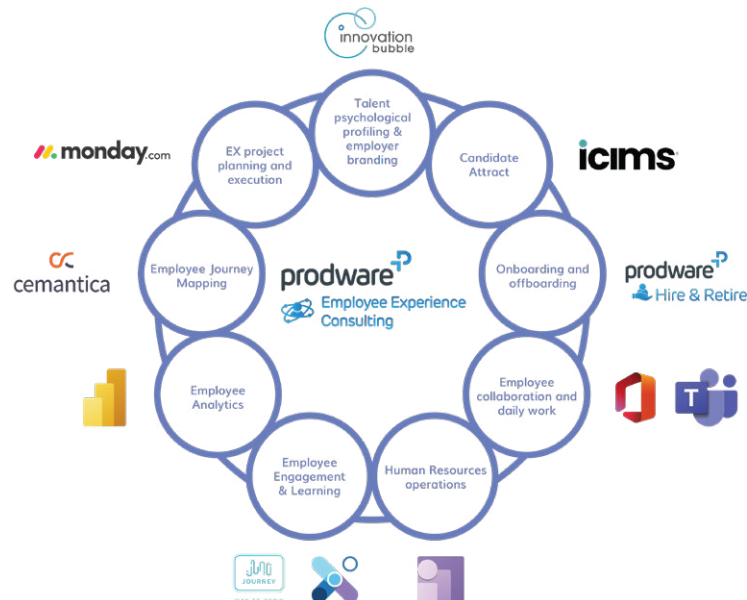 innovation
bubble
Talent
psychological
profiling &
employer
branding
EX project
planning and
execution
Candidate
Attract
monday.com
icims
Employee Journey
Mapping
Onboarding and
offboarding
cemantica
prodware
Employee Experience
Consulting
prodware
Hire & Retire
Employee
Analytics
Employee
collaboration and
daily work
T
Employee
Engagement
& Learning
Human Resources
operations
JOURNEY